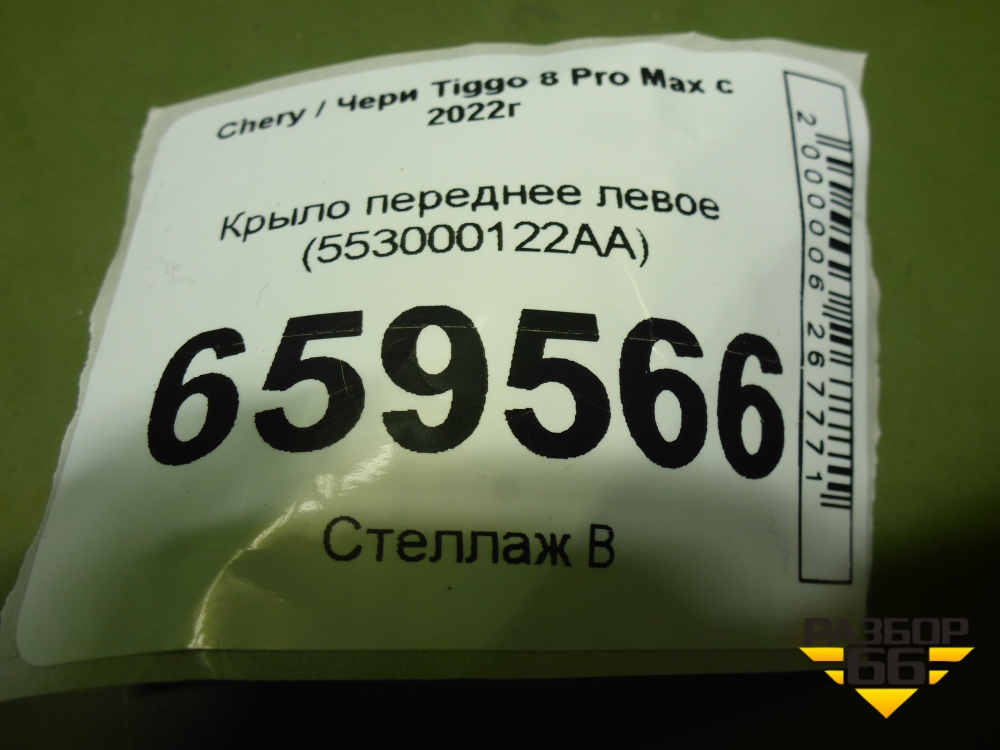 Chery / Чери Tiggo 8 Pro Max с
2022г
Крыло переднее левое
(553000122AA)
659566
Стеллаж В
2000006267771
РАЗБОР
66